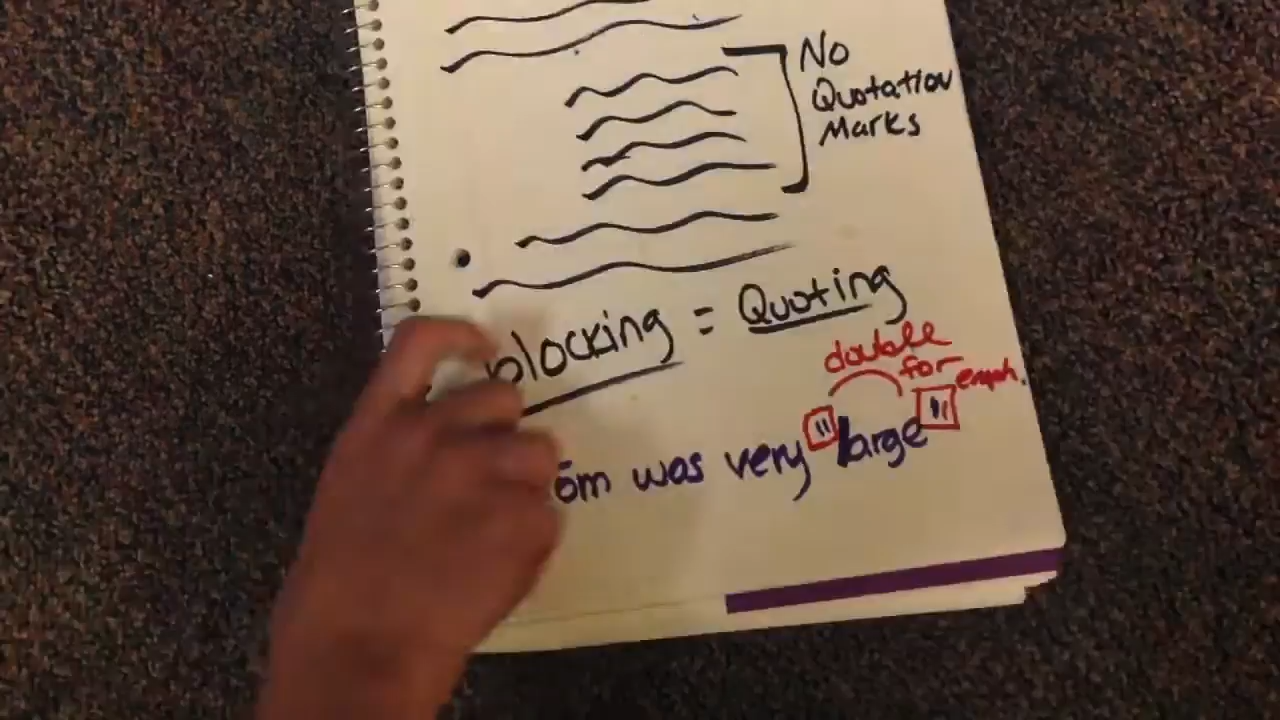 No
Quotation
Marks
blocking = Quoting
double
for
emph.
was very "large"